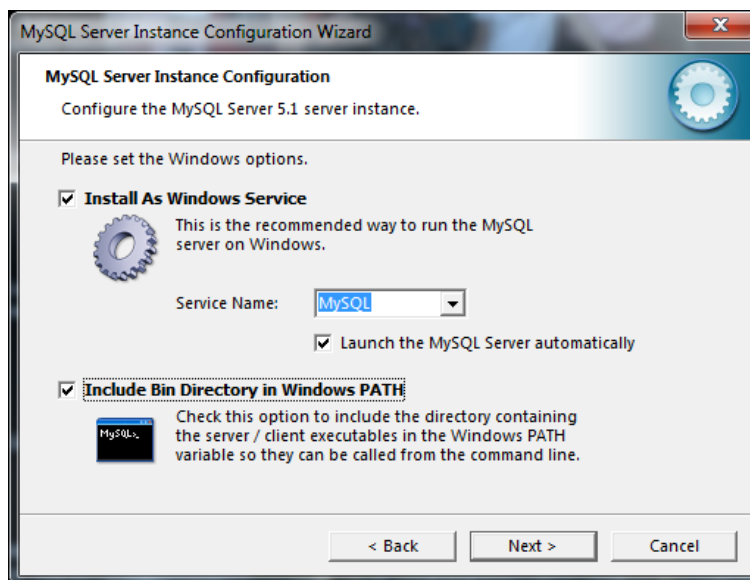 MySQL Server Instance Configuration Wizard
MySQL Server Instance Configuration
Configure the MySQL Server 5.1 server instance.
Please set the Windows options.
Install As Windows Service
This is the recommended way to run the MySQL
server on Windows.
Service Name: MySQL
Launch the MySQL Server automatically
Include Bin Directory in Windows PATH
MySQL>_
Check this option to include the directory containing
the server / client executables in the Windows PATH
variable so they can be called from the command line.
< Back Next > Cancel